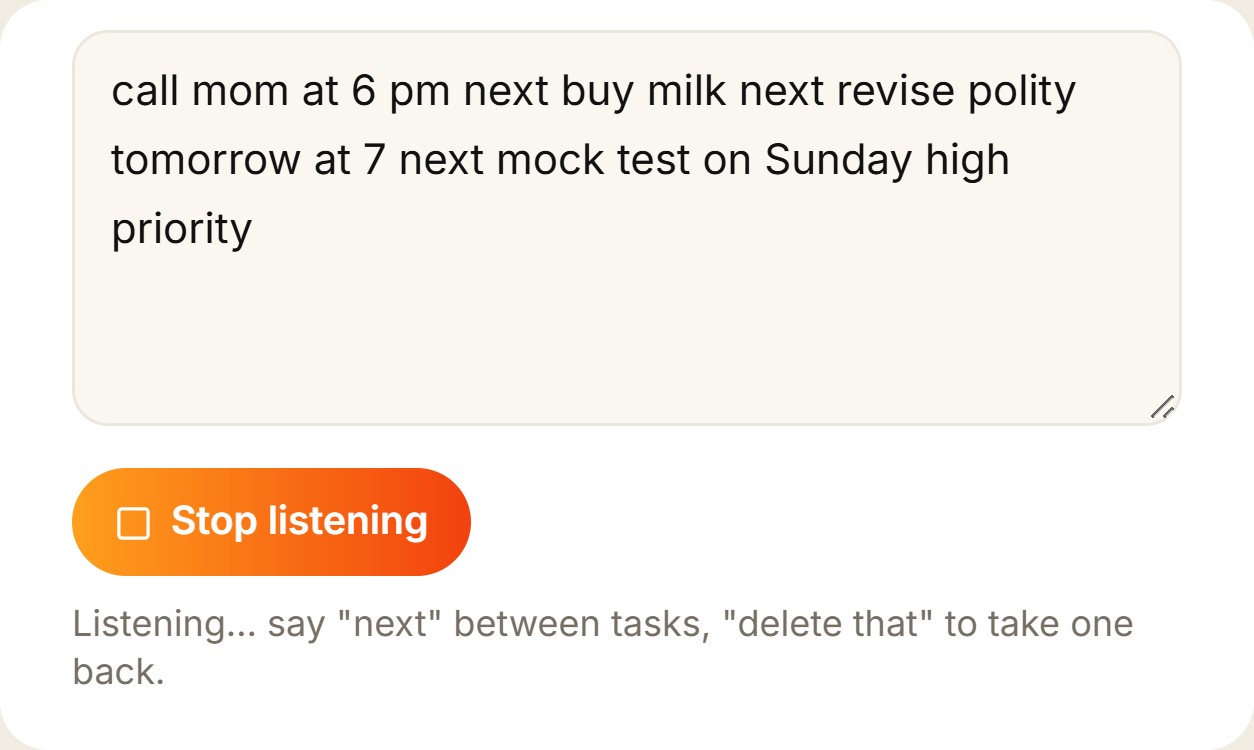 call mom at 6 pm next buy milk next revise polity
tomorrow at 7 next mock test on Sunday high
priority
Stop listening
Listening... say "next" between tasks, "delete that" to take one
back.